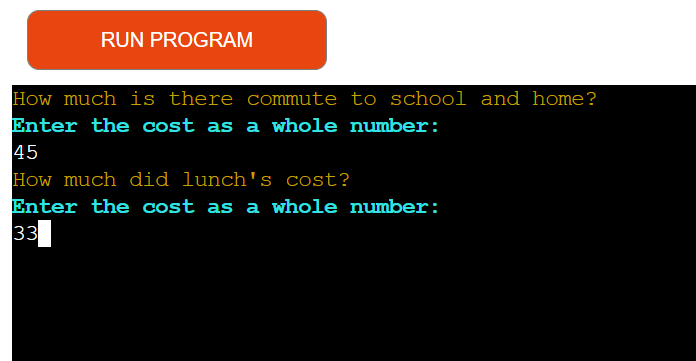 RUN PROGRAM
How much is there commute to school and home?
Enter the cost as a whole number:
45
How much did lunch's cost?
Enter the cost as a whole number:
33